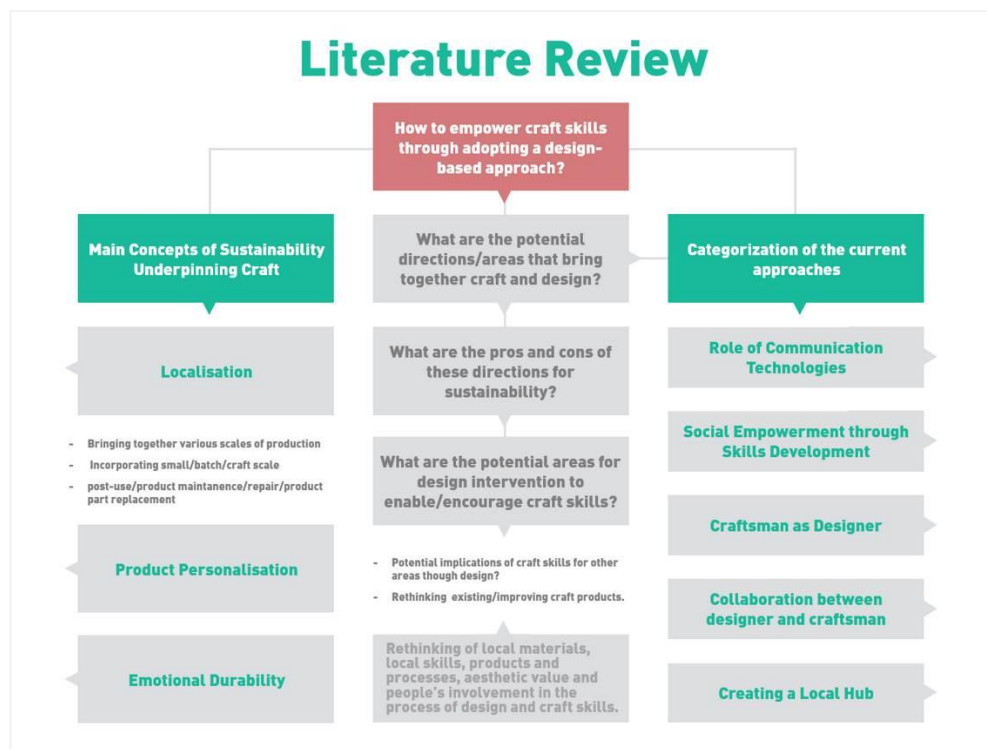 Literature Review
How to empower craft skills
through adopting a design-
based approach?
Main Concepts of Sustainability
Underpinning Craft
Localisation
- Bringing together various scales of production
- Incorporating small/batch/craft scale
- post-use/product maintanence/repair/product
part replacement
Product Personalisation
Emotional Durability
What are the potential
directions/areas that bring
together craft and design?
What are the pros and cons of
these directions for
sustainability?
What are the potential areas for
design intervention to
enable/encourage craft skills?
- Potential implications of craft skills for other
areas though design?
- Rethinking existing/improving craft products.
Rethinking of local materials,
local skills, products and
processes, aesthetic value and
people's involvement in the
process of design and craft skills.
Categorization of the current
approaches
Role of Communication
Technologies
Social Empowerment through
Skills Development
Craftsman as Designer
Collaboration between
designer and craftsman
Creating a Local Hub